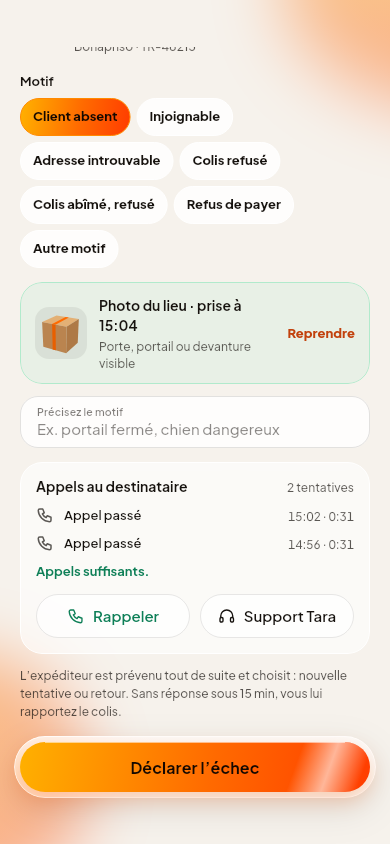 Motif
Client absent
Injoignable
Adresse introuvable
Colis refusé
Colis abîmé, refusé
Refus de payer
Autre motif
Photo du lieu · prise à
15:04
Porte, portail ou devanture
visible
Reprendre
Précisez le motif
Ex. portail fermé, chien dangereux
Appels au destinataire
2 tentatives
Appel passé
15:02 · 0:31
Appel passé
14:56 · 0:31
Appels suffisants.
Rappeler
Support Tara
L'expéditeur est prévenu tout de suite et choisit : nouvelle
tentative ou retour. Sans réponse sous 15 min, vous lui
rapportez le colis.
Déclarer l'échec